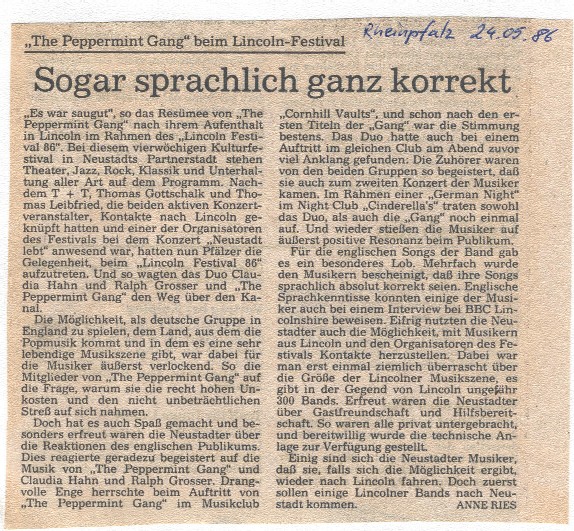 „The Peppermint Gang“ beim Lincoln-Festival
Rheinpfalz 24.05.86
Sogar sprachlich ganz korrekt
„Es war saugut“, so das Resümee von „The
Peppermint Gang“ nach ihrem Aufenthalt
in Lincoln im Rahmen des „Lincoln Festi-
val 86“. Bei diesem vierwöchigen Kulturfe-
stival in Neustadts Partnerstadt stehen
Theater, Jazz, Rock, Klassik und Unterhal-
tung aller Art auf dem Programm. Nach-
dem T + T, Thomas Gottschalk und Tho-
mas Leibfried, die beiden aktiven Konzert-
veranstalter, Kontakte nach Lincoln ge-
knüpft hatten und einer der Organisatoren
des Festivals bei dem Konzert „Neustadt
lebt“ anwesend war, hatten nun Pfälzer die
Gelegenheit, beim „Lincoln Festival 86“
aufzutreten. Und so wagten das Duo Clau-
dia Hahn und Ralph Grosser und „The
Peppermint Gang“ den Weg über den Ka-
nal.
Die Möglichkeit, als deutsche Gruppe in
England zu spielen, dem Land, aus dem die
Popmusik kommt und in dem es eine sehr
lebendige Musikszene gibt, war dabei für
die Musiker äußerst verlockend. So die
Mitglieder von „The Peppermint Gang“ auf
die Frage, warum sie die recht hohen Un-
kosten und den nicht unbeträchtlichen
Streß auf sich nahmen.
Doch hat es auch Spaß gemacht und be-
sonders erfreut waren die Neustadter über
die Reaktionen des englischen Publikums.
Dies reagierte geradezu begeistert auf die
Musik von „The Peppermint Gang“ und
Claudia Hahn und Ralph Grosser. Drang-
volle Enge herrschte beim Auftritt von
„The Peppermint Gang“ im Musikclub
„Cornhill Vaults“, und schon nach den er-
sten Titeln der „Gang“ war die Stimmung
bestens. Das Duo hatte auch bei einem
Auftritt im gleichen Club am Abend zuvor
viel Anklang gefunden: Die Zuhörer waren
von den beiden Gruppen so begeistert, daß
sie auch zum zweiten Konzert der Musiker
kamen. Im Rahmen einer „German Night“
im Night Club „Cinderella's“ traten sowohl
das Duo, als auch die „Gang“ noch einmal
auf. Und wieder stießen die Musiker auf
äußerst positive Resonanz beim Publikum.
Für die englischen Songs der Band gab
es ein besonderes Lob. Mehrfach wurde
den Musikern bescheinigt, daß ihre Songs
sprachlich absolut korrekt seien. Englische
Sprachkenntnisse konnten einige der Musi-
ker auch bei einem Interview bei BBC Lin-
colnshire beweisen. Eifrig nutzten die Neu-
stadter auch die Möglichkeit, mit Musikern
aus Lincoln und den Organisatoren des Fe-
stivals Kontakte herzustellen. Dabei war
man erst einmal ziemlich überrascht über
die Größe der Lincolner Musikszene, es
gibt in der Gegend von Lincoln ungefähr
300 Bands. Erfreut waren die Neustadter
über Gastfreundschaft und Hilfsbereit-
schaft. So waren alle privat untergebracht,
und bereitwillig wurde die technische An-
lage zur Verfügung gestellt.
Einig sind sich die Neustadter Musiker,
daß sie, falls sich die Möglichkeit ergibt,
wieder nach Lincoln fahren. Doch zuerst
sollen einige Lincolner Bands nach Neu-
stadt kommen. ANNE RIES